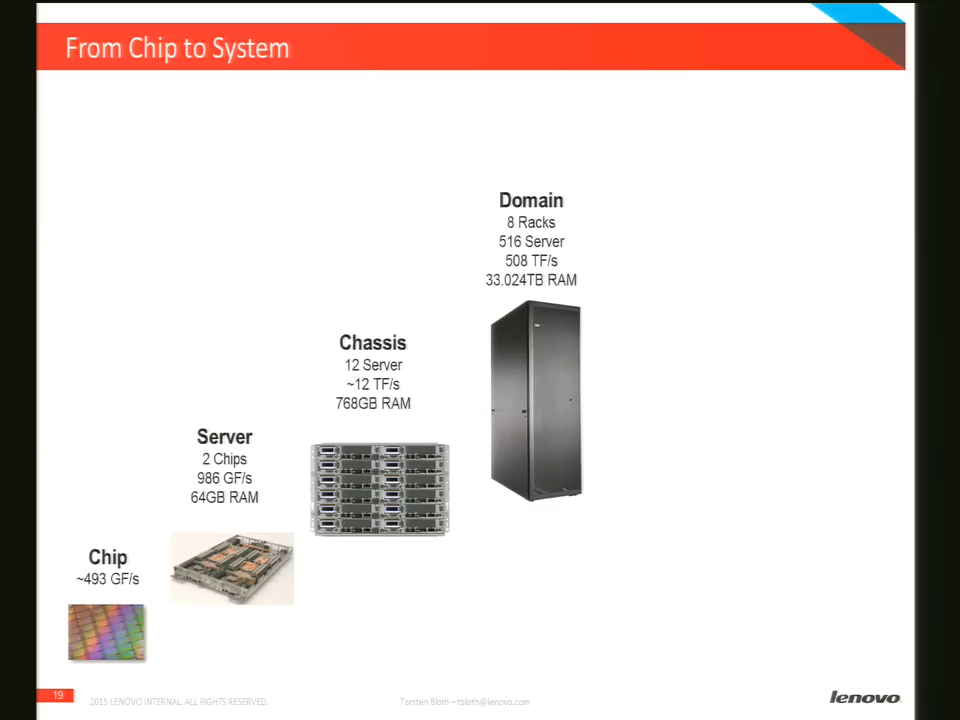 From Chip to System
Domain
8 Racks
516 Server
508 TF/s
33.024TB RAM
Chassis
12 Server
~12 TF/s
768GB RAM
Server
2 Chips
986 GF/s
64GB RAM
Chip
~493 GF/s
19
2015 LENOVO INTERNAL. ALL RIGHTS RESERVED.
Torsten Bloth – tbloth@lenovo.com
lenovo